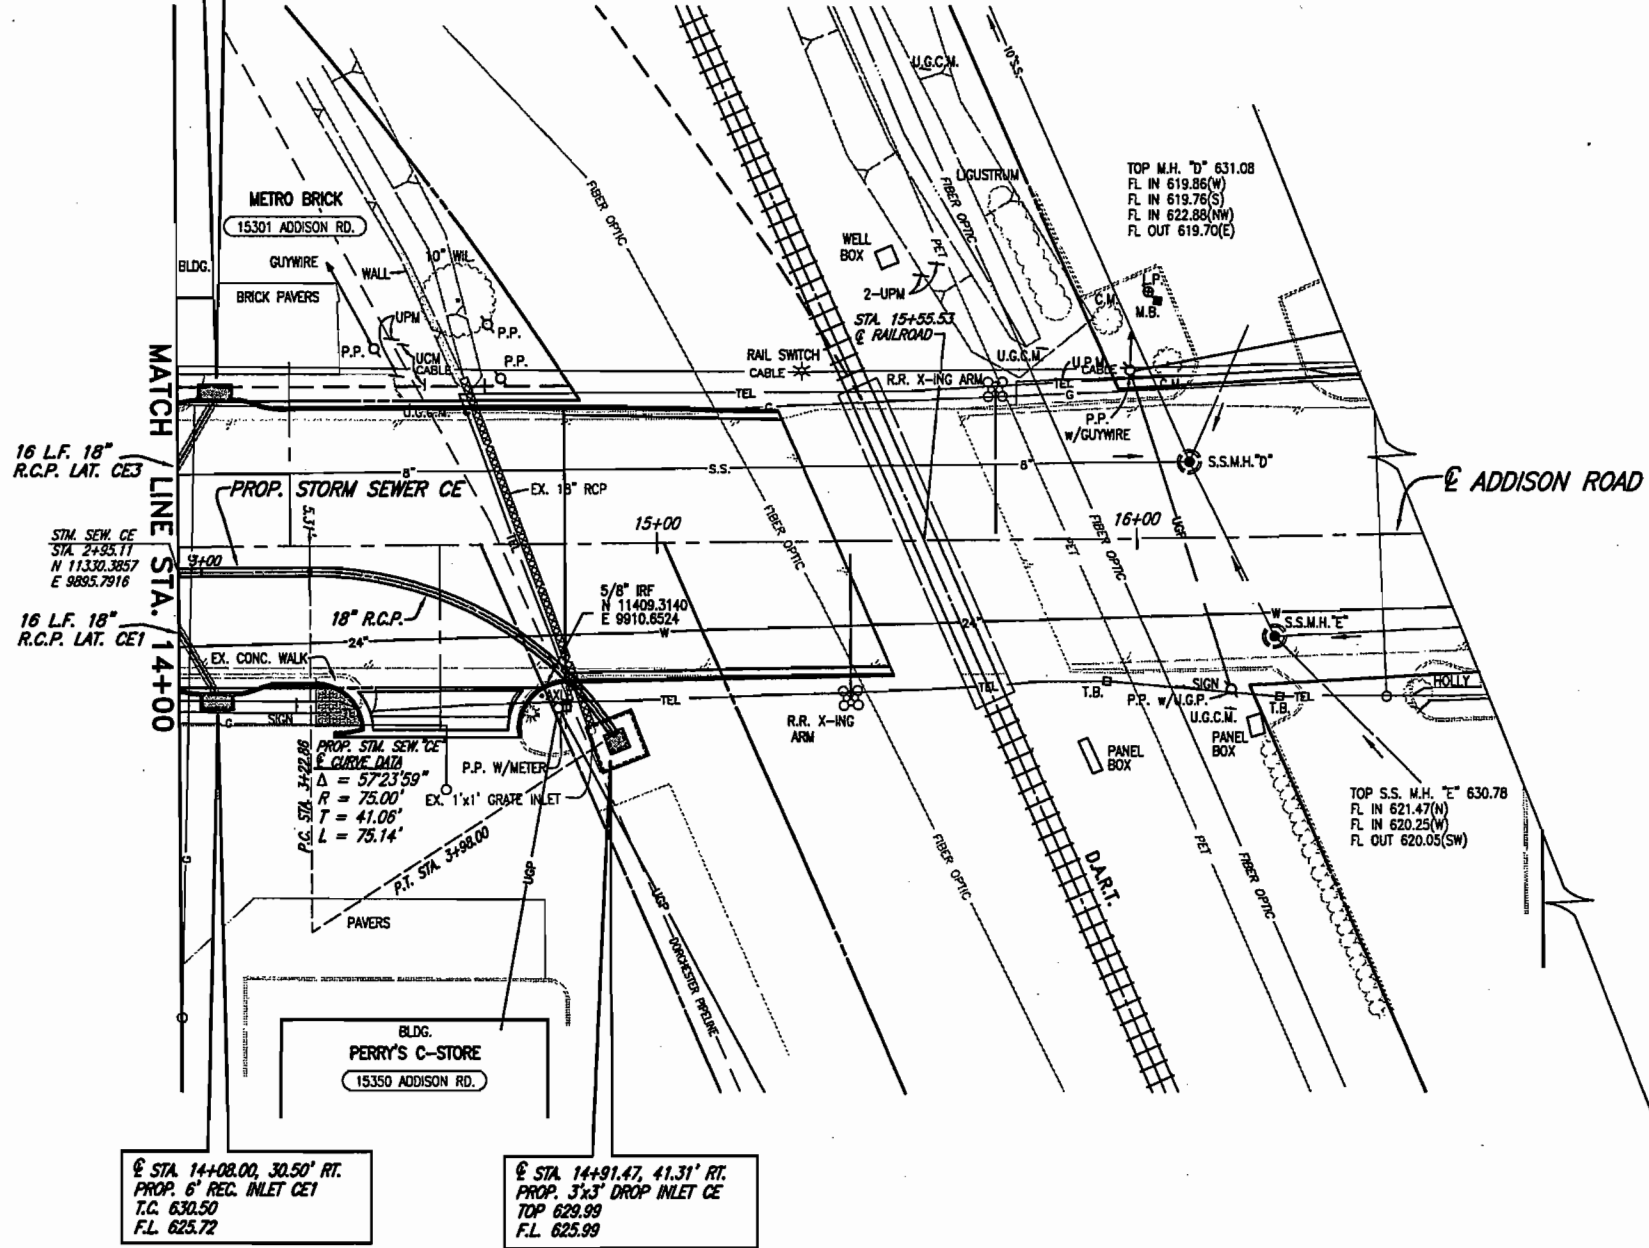 METRO BRICK
15301 ADDISON RD.
BLDG.
GUYWIRE
BRICK PAVERS
WALL
10" WIL.
UPM
P.P.
P.P.
P.P.
UCM
CABLE
U.G.C.M.
TEL
G
FIBER OPTIC
U.G.C.M.
10"S.S.
LIGUSTRUM
FIBER OPTIC
PET
WELL
BOX
2-UPM
STA. 15+55.53
℄ RAILROAD
RAIL SWITCH
CABLE
R.R. X-ING ARM
U.G.C.M.
U.P.M.
CABLE
TEL
G
C.M.
L.P.
M.B.
C.M.
P.P.
w/GUYWIRE
TOP M.H. "D" 631.08
FL IN 619.86(W)
FL IN 619.76(S)
FL IN 622.88(NW)
FL OUT 619.70(E)
MATCH LINE STA. 14+00
16 L.F. 18"
R.C.P. LAT. CE3
8"
S.S.
8"
S.S.M.H."D"
℄ ADDISON ROAD
PROP. STORM SEWER CE
EX. 18" RCP
STM. SEW. CE
STA 2+95.11
N 11330.3857
E 9895.7916
3+00
5.31'
TEL
15+00
16+00
FIBER OPTIC
FIBER OPTIC
PET
UGP
16 L.F. 18"
R.C.P. LAT. CE1
18" R.C.P.
24"
5/8" IRF
N 11409.3140
E 9910.6524
W
24"
W
S.S.M.H."E"
EX. CONC. WALK
SIGN
G
TEL
TEL
T.B.
P.P. w/U.G.P.
SIGN
U.G.C.M.
T.B.
TEL
HOLLY
R.R. X-ING
ARM
PANEL
BOX
PANEL
BOX
P.C. STA. 3+22.86
PROP. STM. SEW. "CE"
℄ CURVE DATA
Δ = 57°23'59"
R = 75.00'
T = 41.06'
L = 75.14'
P.P. W/METER
EX. 1'x1' GRATE INLET
P.T. STA. 3+98.00
G
UGP
UGP
DORCHESTER PIPELINE
FIBER OPTIC
D.A.R.T.
PET
FIBER OPTIC
TOP S.S. M.H. "E" 630.78
FL IN 621.47(N)
FL IN 620.25(W)
FL OUT 620.05(SW)
PAVERS
BLDG.
PERRY'S C-STORE
15350 ADDISON RD.
℄ STA. 14+08.00, 30.50' RT.
PROP. 6' REC. INLET CE1
T.C. 630.50
F.L. 625.72
℄ STA. 14+91.47, 41.31' RT.
PROP. 3'x3' DROP INLET CE
TOP 629.99
F.L. 625.99